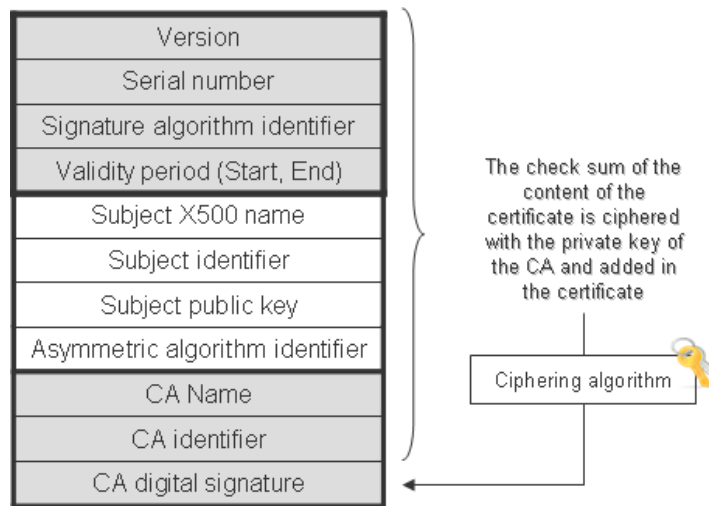 Version
Serial number
Signature algorithm identifier
Validity period (Start, End)
Subject X500 name
Subject identifier
Subject public key
Asymmetric algorithm identifier
CA Name
CA identifier
CA digital signature
The check sum of the
content of the
certificate is ciphered
with the private key of
the CA and added in
the certificate
Ciphering algorithm